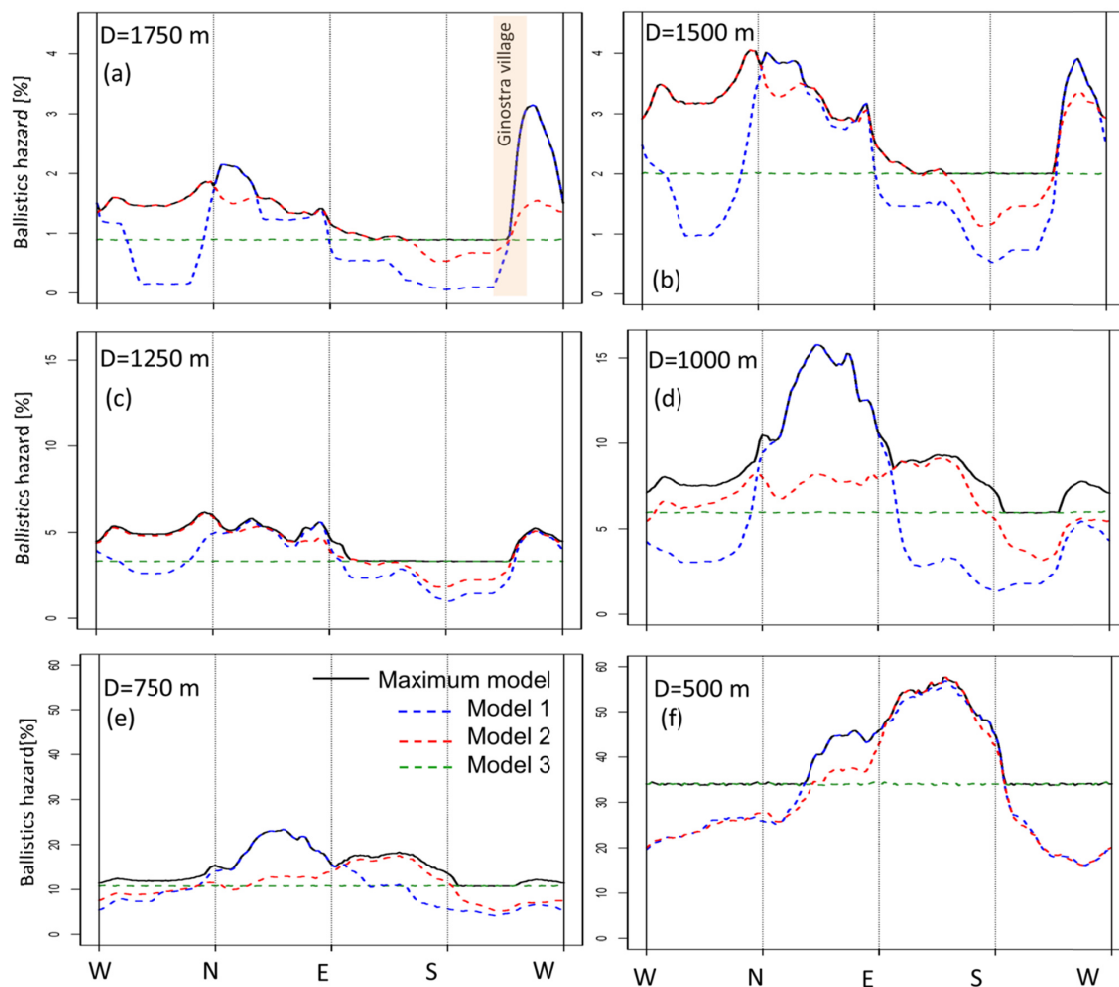 D=1750 m
(a)
Ginostra village
Ballistics hazard [%]
0 1 2 3 4
D=1500 m
(b)
0 1 2 3 4
D=1250 m
(c)
Ballistics hazard [%]
0 5 10 15
D=1000 m
(d)
0 5 10 15
D=750 m
(e)
Maximum model
Model 1
Model 2
Model 3
Ballistics hazard[%]
0 10 20 30 40 50 60
W N E S W
D=500 m
(f)
0 10 20 30 40 50 60
W N E S W